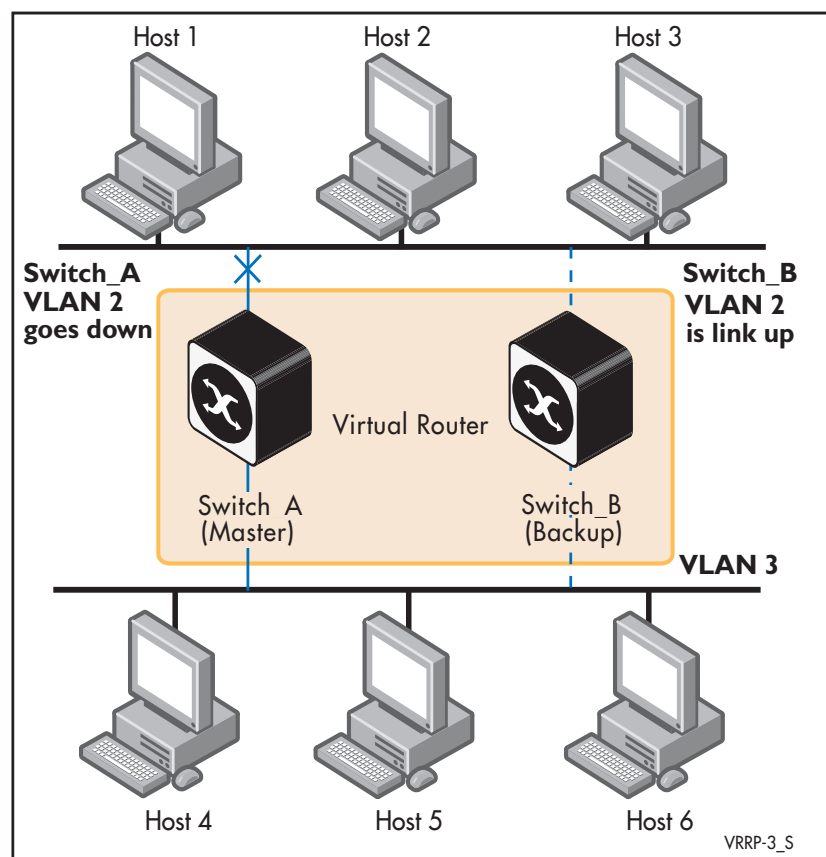 Host 1
Host 2
Host 3
Switch_A
VLAN 2
goes down
Switch_B
VLAN 2
is link up
Virtual Router
Switch_A
(Master)
Switch_B
(Backup)
VLAN 3
Host 4
Host 5
Host 6
VRRP-3_S